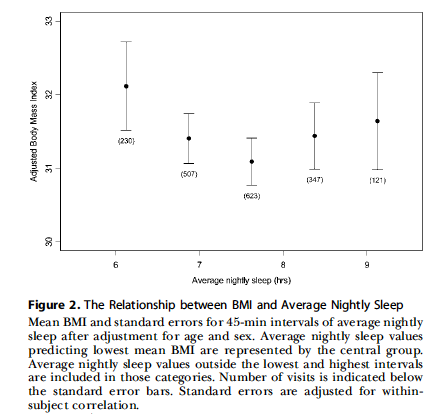 33
32
31
30
Adjusted Body Mass Index
(230)
(507)
(623)
(347)
(121)
6 7 8 9
Average nightly sleep (hrs)
Figure 2. The Relationship between BMI and Average Nightly Sleep
Mean BMI and standard errors for 45-min intervals of average nightly
sleep after adjustment for age and sex. Average nightly sleep values
predicting lowest mean BMI are represented by the central group.
Average nightly sleep values outside the lowest and highest intervals
are included in those categories. Number of visits is indicated below
the standard error bars. Standard errors are adjusted for within-
subject correlation.